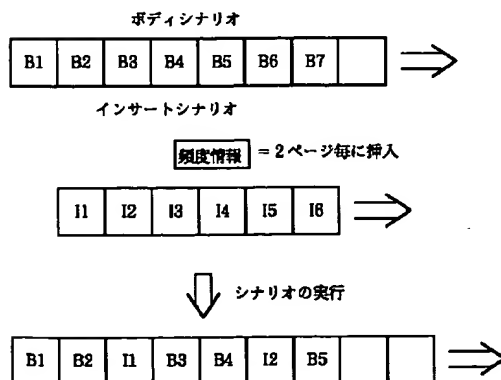 ボディシナリオ
B1 B2 B3 B4 B5 B6 B7
インサートシナリオ
頻度情報 = 2ページ毎に挿入
I1 I2 I3 I4 I5 I6
シナリオの実行
B1 B2 I1 B3 B4 I2 B5